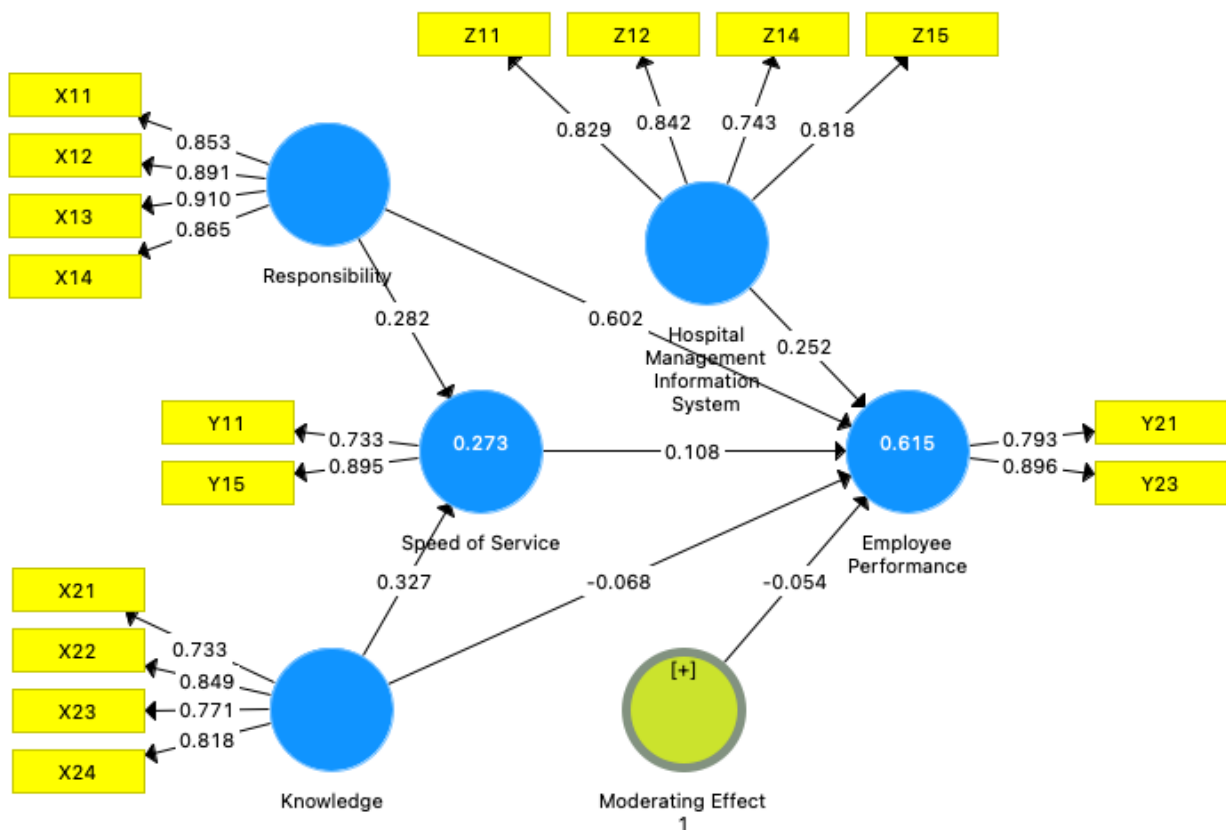 Z11
Z12
Z14
Z15
X11
X12
X13
X14
0.853
0.891
0.910
0.865
0.829
0.842
0.743
0.818
Responsibility
Hospital
Management
Information
System
0.282
0.602
0.252
Y11
Y15
0.733
0.895
0.273
0.108
0.615
0.793
0.896
Y21
Y23
Speed of Service
Employee
Performance
0.327
-0.068
-0.054
X21
X22
X23
X24
0.733
0.849
0.771
0.818
[+]
Knowledge
Moderating Effect
1